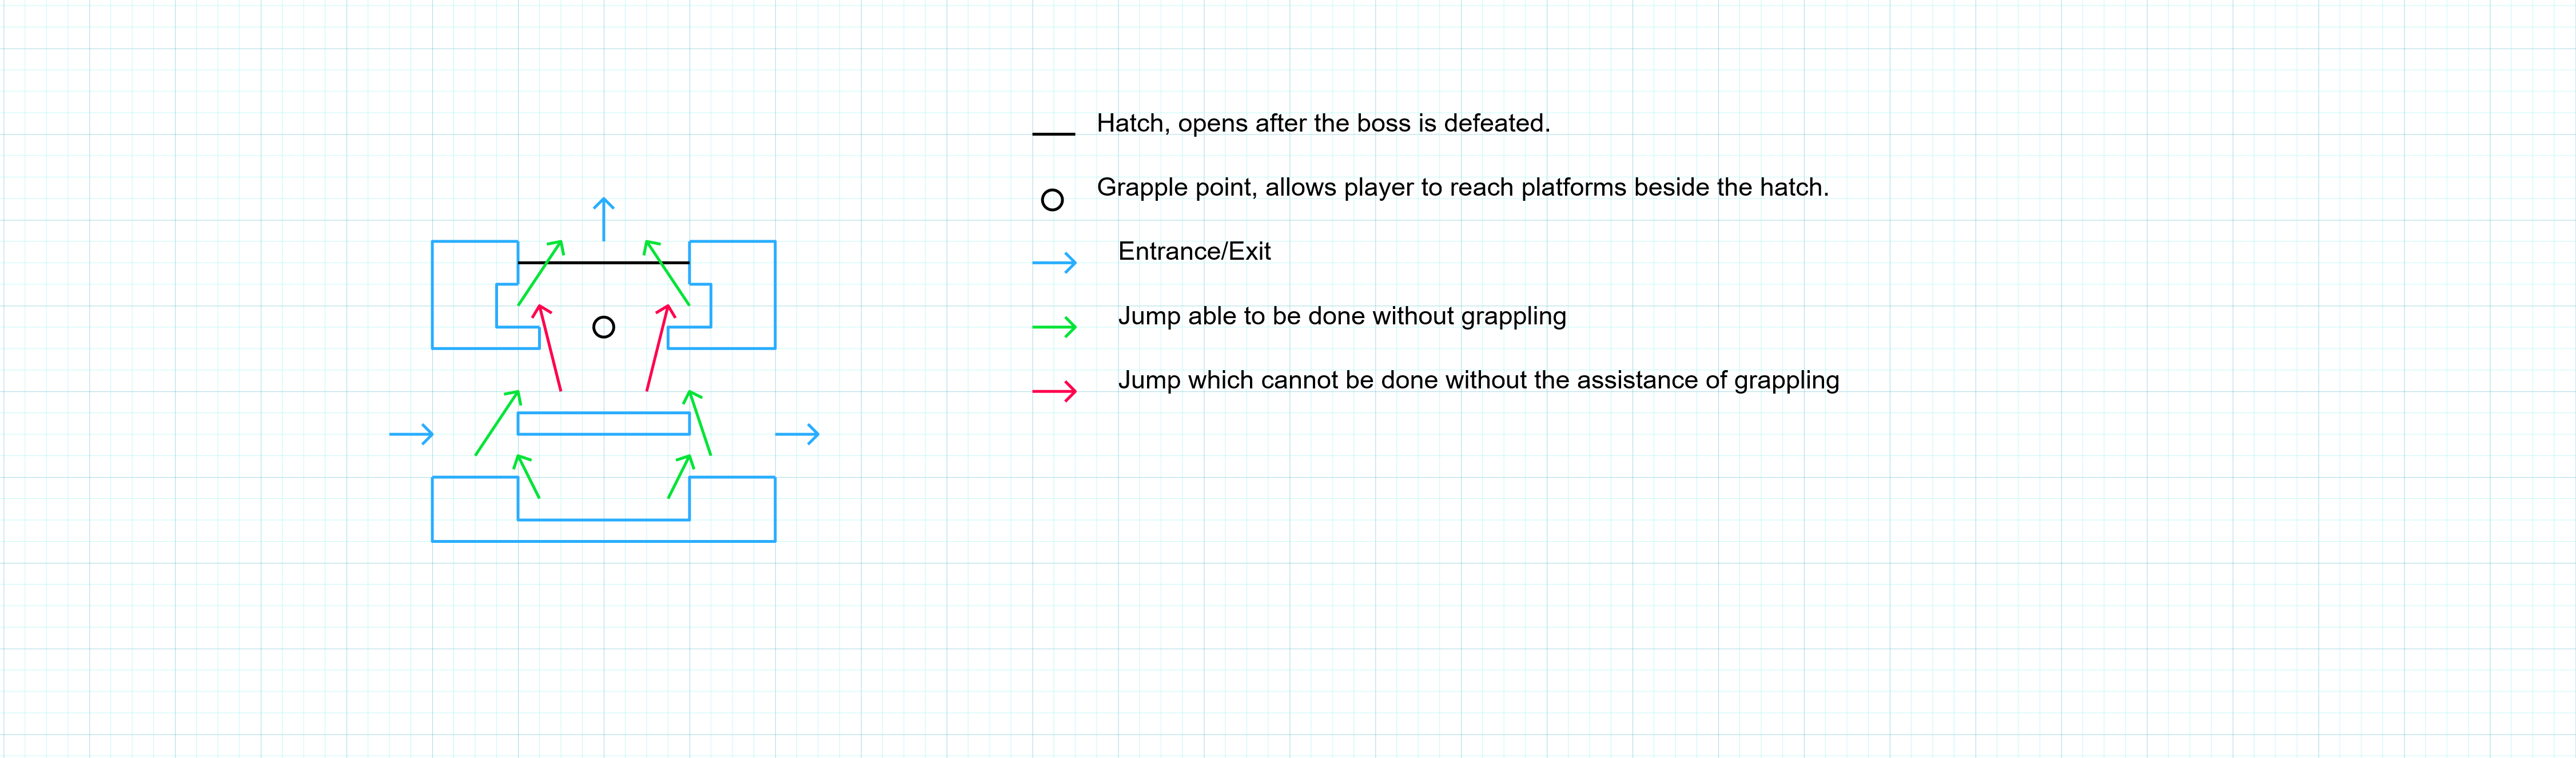 Hatch, opens after the boss is defeated.
Grapple point, allows player to reach platforms beside the hatch.
Entrance/Exit
Jump able to be done without grappling
Jump which cannot be done without the assistance of grappling